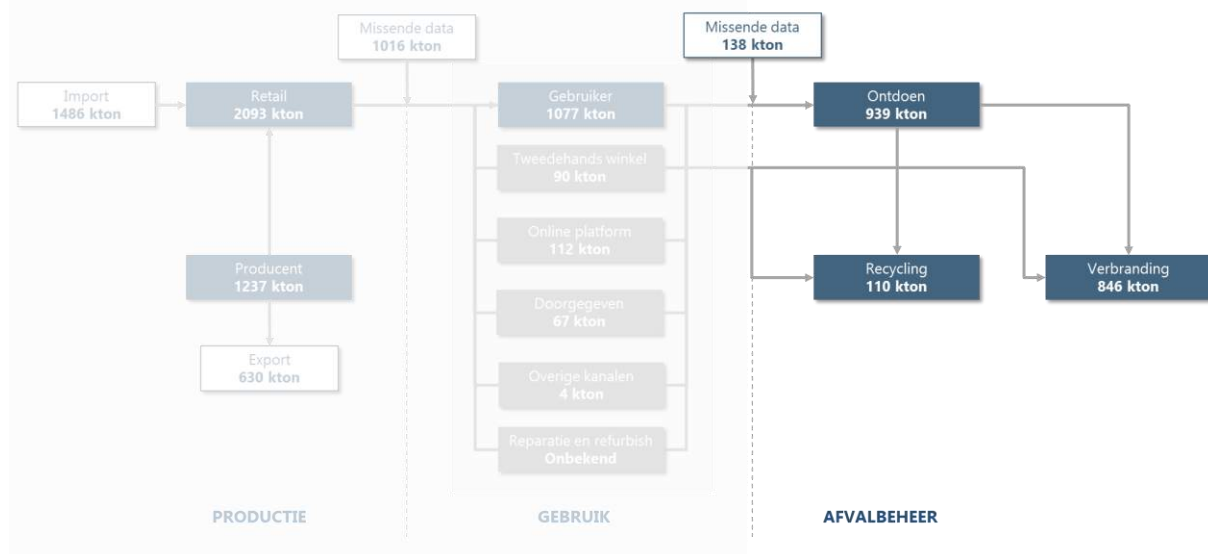 Missende data
1016 kton
Missende data
138 kton
Import
1486 kton
Retail
2093 kton
Gebruiker
1077 kton
Ontdoen
939 kton
Tweedehands winkel
90 kton
Online platform
112 kton
Producent
1237 kton
Recycling
110 kton
Verbranding
846 kton
Doorgegeven
67 kton
Export
630 kton
Overige kanalen
4 kton
Reparatie en refurbish
Onbekend
PRODUCTIE
GEBRUIK
AFVALBEHEER